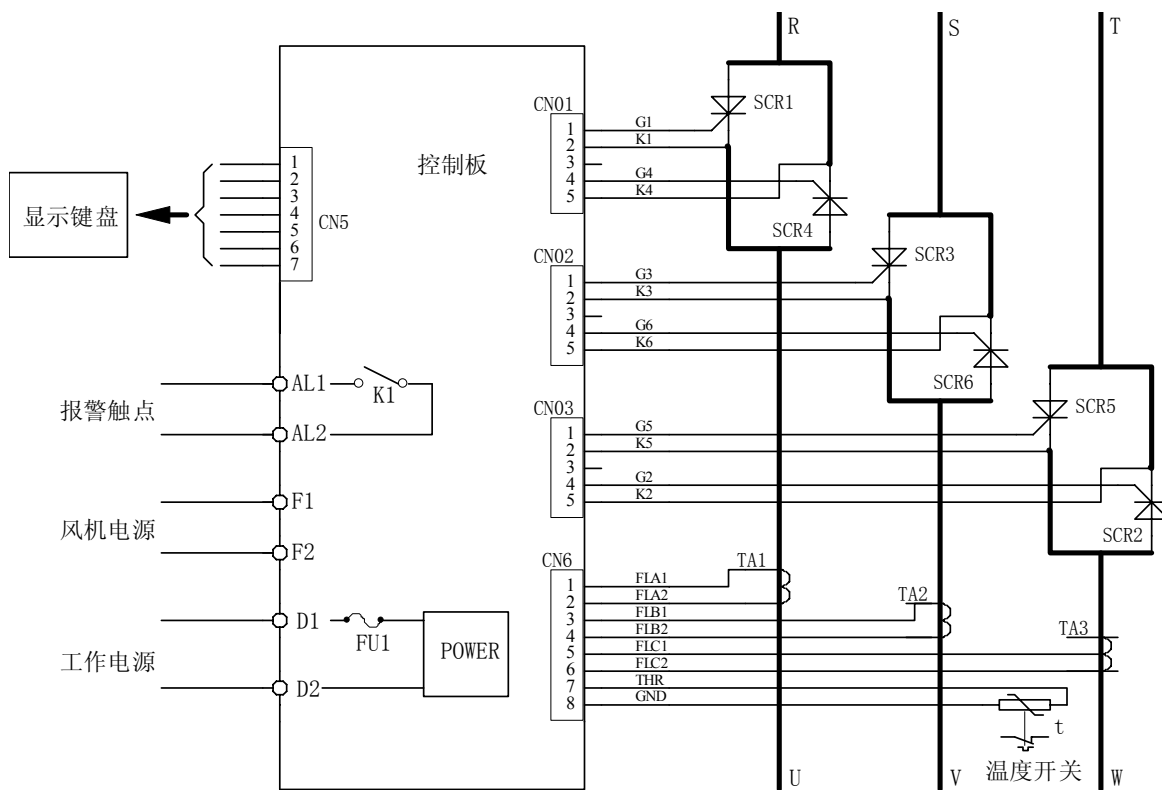 R
S
T
CN01
1
2
3
4
5
G1
K1
G4
K4
SCR1
SCR4
控制板
显示键盘
1
2
3
4
5
6
7
CN5
CN02
1
2
3
4
5
G3
K3
G6
K6
SCR3
SCR6
报警触点
AL1
K1
AL2
CN03
1
2
3
4
5
G5
K5
G2
K2
SCR5
SCR2
风机电源
F1
F2
CN6
1
2
3
4
5
6
7
8
FLA1
FLA2
FLB1
FLB2
FLC1
FLC2
THR
GND
TA1
TA2
TA3
工作电源
D1
FU1
POWER
D2
t
温度开关
U
V
W